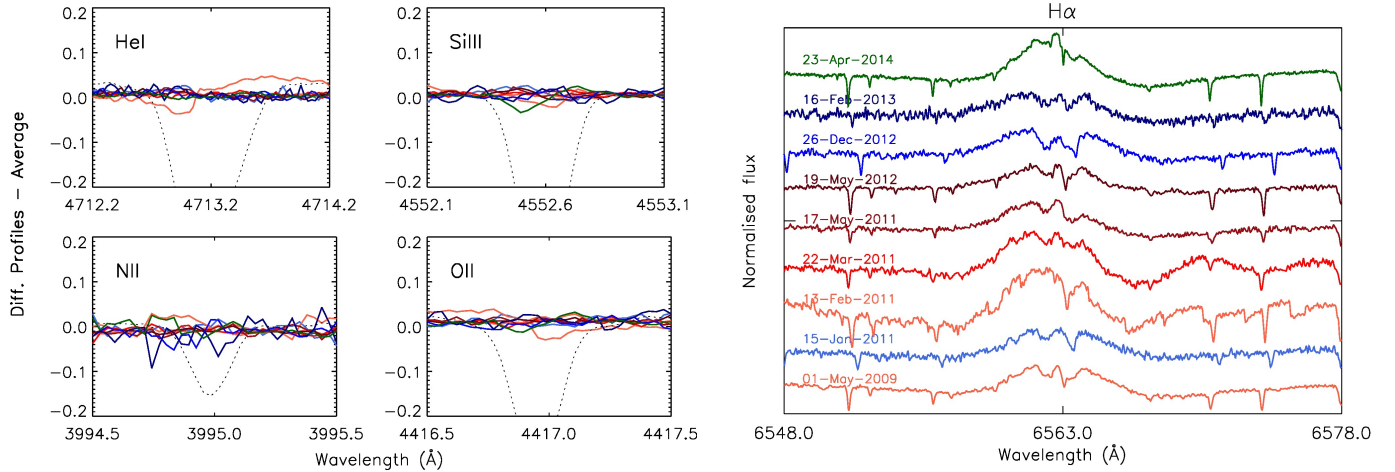 Diff. Profiles – Average
HeI
0.2
0.1
0.0
−0.1
−0.2
4712.2 4713.2 4714.2
SiIII
0.2
0.1
0.0
−0.1
−0.2
4552.1 4552.6 4553.1
NII
0.2
0.1
0.0
−0.1
−0.2
3994.5 3995.0 3995.5
OII
0.2
0.1
0.0
−0.1
−0.2
4416.5 4417.0 4417.5
Wavelength (Å)
Hα
Normalised flux
23−Apr−2014
16−Feb−2013
26−Dec−2012
19−May−2012
17−May−2011
22−Mar−2011
13−Feb−2011
15−Jan−2011
01−May−2009
6548.0 6563.0 6578.0
Wavelength (Å)